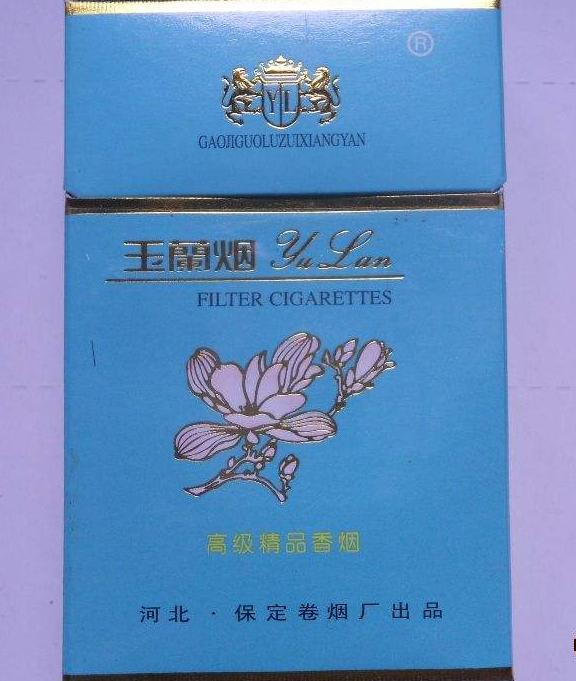 ®
YL
GAOJIGUOLUZUIXIANGYAN
玉蘭烟 Yu Lan
FILTER CIGARETTES
高级精品香烟
河北·保定卷烟厂出品